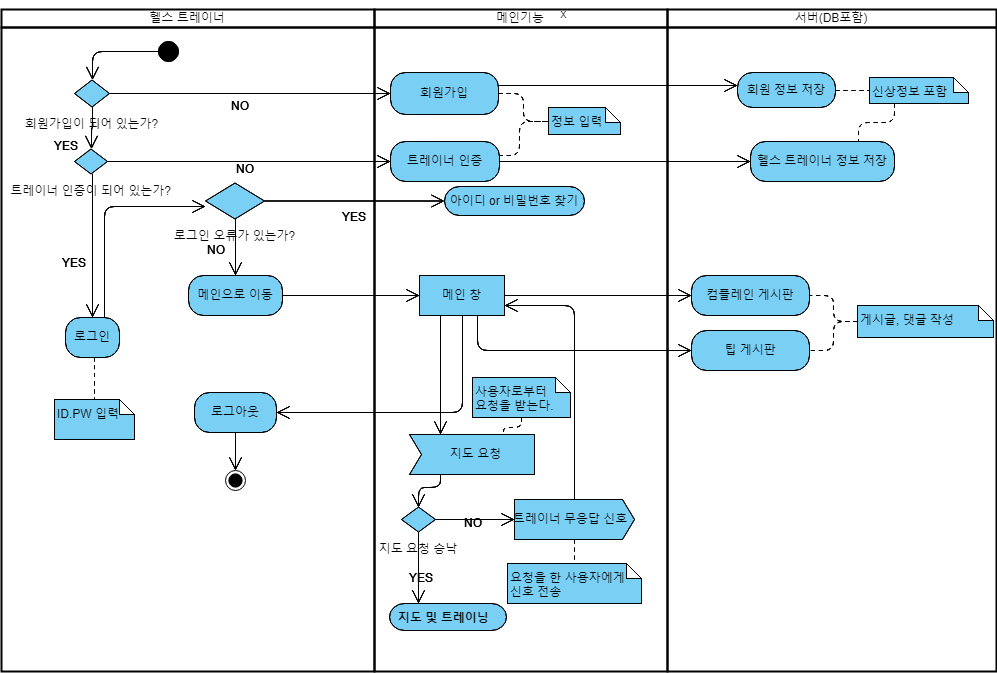 헬스 트레이너
메인기능
X
서버(DB포함)
NO
회원가입
회원 정보 저장
신상정보 포함
회원가입이 되어 있는가?
정보 입력
YES
트레이너 인증
헬스 트레이너 정보 저장
NO
트레이너 인증이 되어 있는가?
아이디 or 비밀번호 찾기
YES
로그인 오류가 있는가?
NO
YES
메인으로 이동
메인 창
컴플레인 게시판
게시글, 댓글 작성
로그인
팁 게시판
사용자로부터
요청을 받는다.
ID.PW 입력
로그아웃
지도 요청
트레이너 무응답 신호
NO
지도 요청 승낙
YES
요청을 한 사용자에게
신호 전송
지도 및 트레이닝